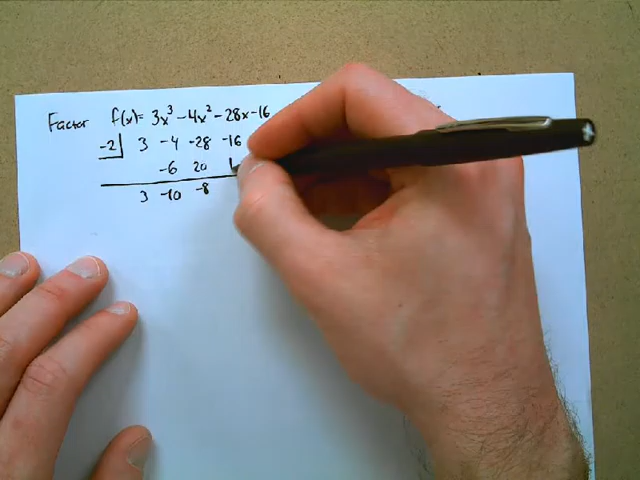 Factor f(x)= 3x³ -4x² -28x -16
-2 3 -4 -28 -16
-6 20
3 -10 -8